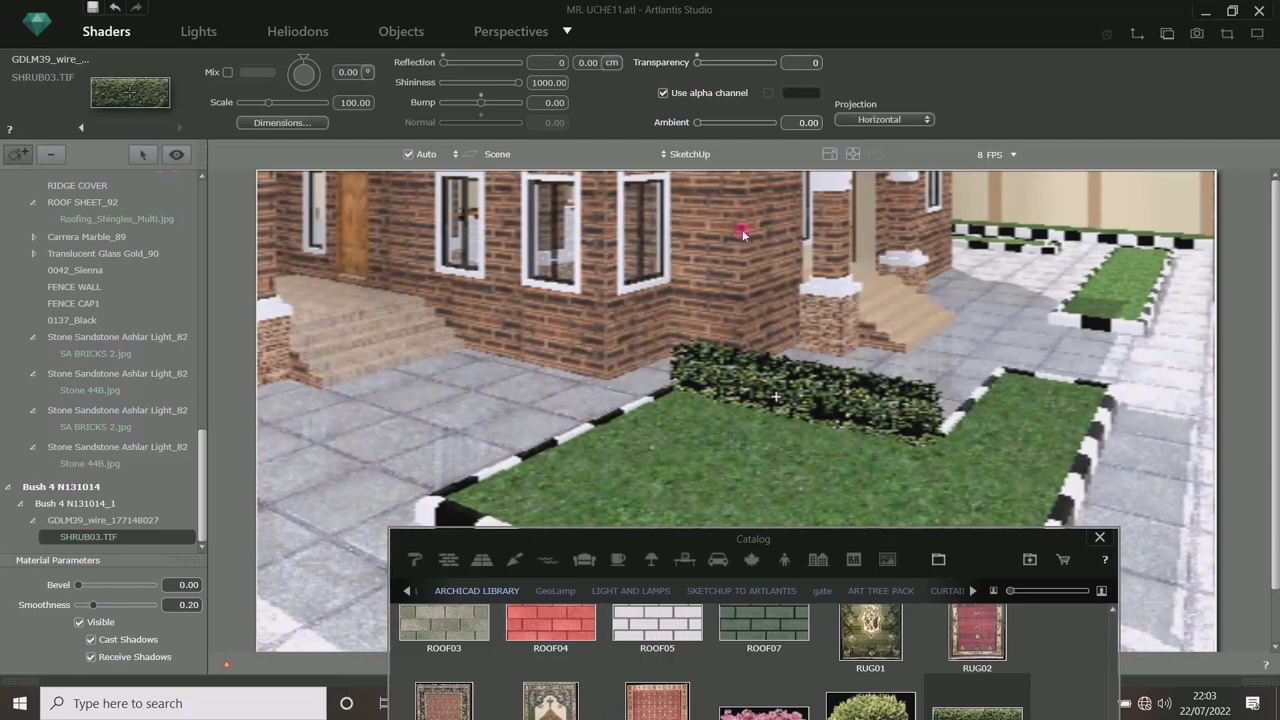 MR. UCHE11.atl - Artlantis Studio
Shaders
Lights
Heliodons
Objects
Perspectives
GDLM39_wire_...
SHRUB03.TIF
Mix
0.00 °
Scale
100.00
Dimensions...
Reflection
0
0.00
cm
Shininess
1000.00
Bump
0.00
Normal
0.00
Transparency
0
Use alpha channel
Ambient
0.00
Projection
Horizontal
?
Auto
Scene
SketchUp
8 FPS
RIDGE COVER
ROOF SHEET_92
Roofing_Shingles_Multi.jpg
Carrera Marble_89
Translucent Glass Gold_90
0042_Sienna
FENCE WALL
FENCE CAP1
0137_Black
Stone Sandstone Ashlar Light_82
SA BRICKS 2.jpg
Stone Sandstone Ashlar Light_82
Stone 44B.jpg
Stone Sandstone Ashlar Light_82
SA BRICKS 2.jpg
Stone Sandstone Ashlar Light_82
Stone 44B.jpg
Bush 4 N131014
Bush 4 N131014_1
GDLM39_wire_177148027
SHRUB03.TIF
Material Parameters
Bevel
0.00
Smoothness
0.20
Visible
Cast Shadows
Receive Shadows
Catalog
?
ARCHICAD LIBRARY
GeoLamp
LIGHT AND LAMPS
SKETCHUP TO ARTLANTIS
gate
ART TREE PACK
CURTAI
ROOF03
ROOF04
ROOF05
ROOF07
RUG01
RUG02
?
Type here to search
22:03
22/07/2022